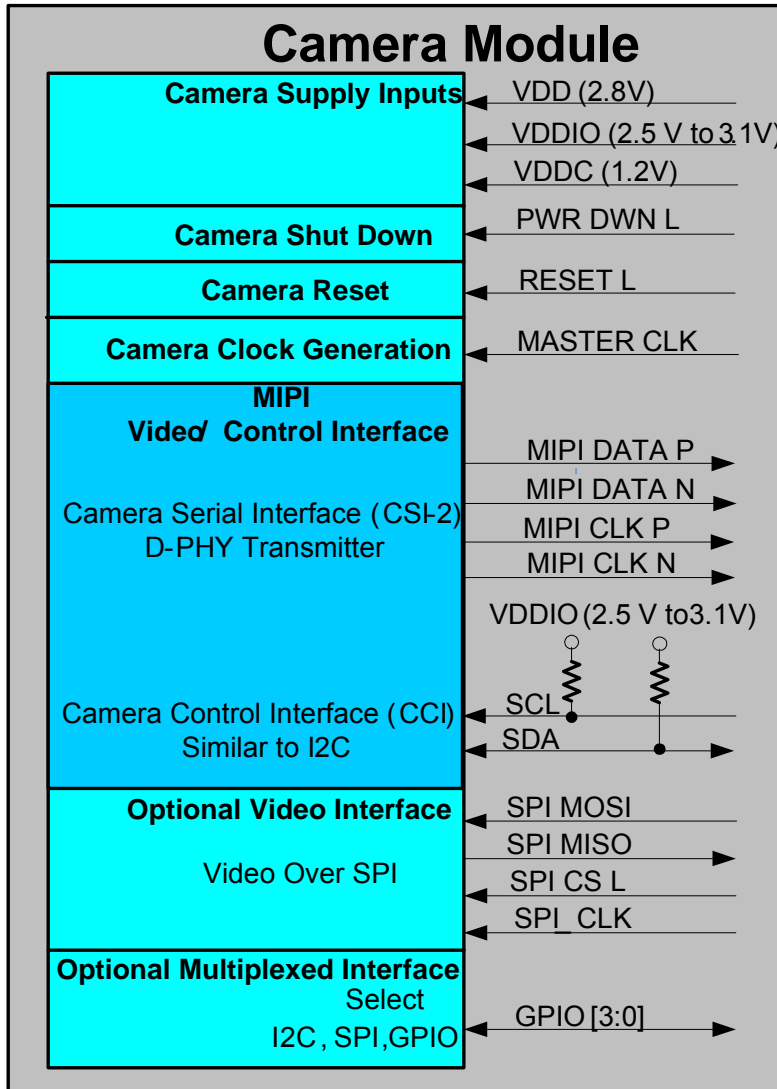 Camera Module
Camera Supply Inputs
VDD (2.8V)
VDDIO (2.5 V to 3.1V)
VDDC (1.2V)
Camera Shut Down
PWR DWN L
Camera Reset
RESET L
Camera Clock Generation
MASTER CLK
MIPI
Video/ Control Interface
MIPI DATA P
MIPI DATA N
Camera Serial Interface (CSI-2)
D-PHY Transmitter
MIPI CLK P
MIPI CLK N
VDDIO (2.5 V to3.1V)
Camera Control Interface (CCI)
Similar to I2C
SCL
SDA
Optional Video Interface
Video Over SPI
SPI MOSI
SPI MISO
SPI CS L
SPI_ CLK
Optional Multiplexed Interface
Select
I2C, SPI,GPIO
GPIO [3:0]